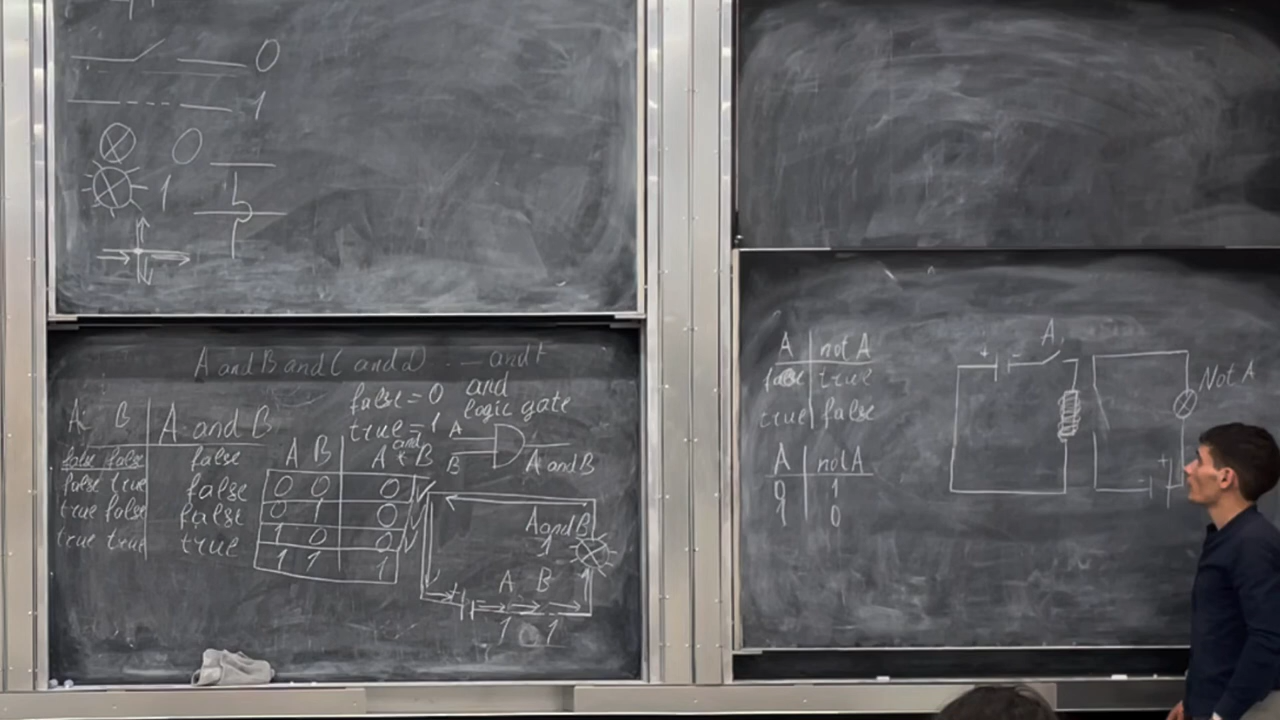 0
1
0
1
A and B and C and d ... and F
false = 0 and
true = 1 logic gate
A B | A and B
false false | false
false true | false
true false | false
true true | true
and
A B | A * B
0 0 | 0
0 1 | 0
1 0 | 0
1 1 | 1
A
B
A and B
A and B
1
A B
1 1
A | not A
false | true
true | false
A | not A
0 | 1
1 | 0
+ - A
Not A
+